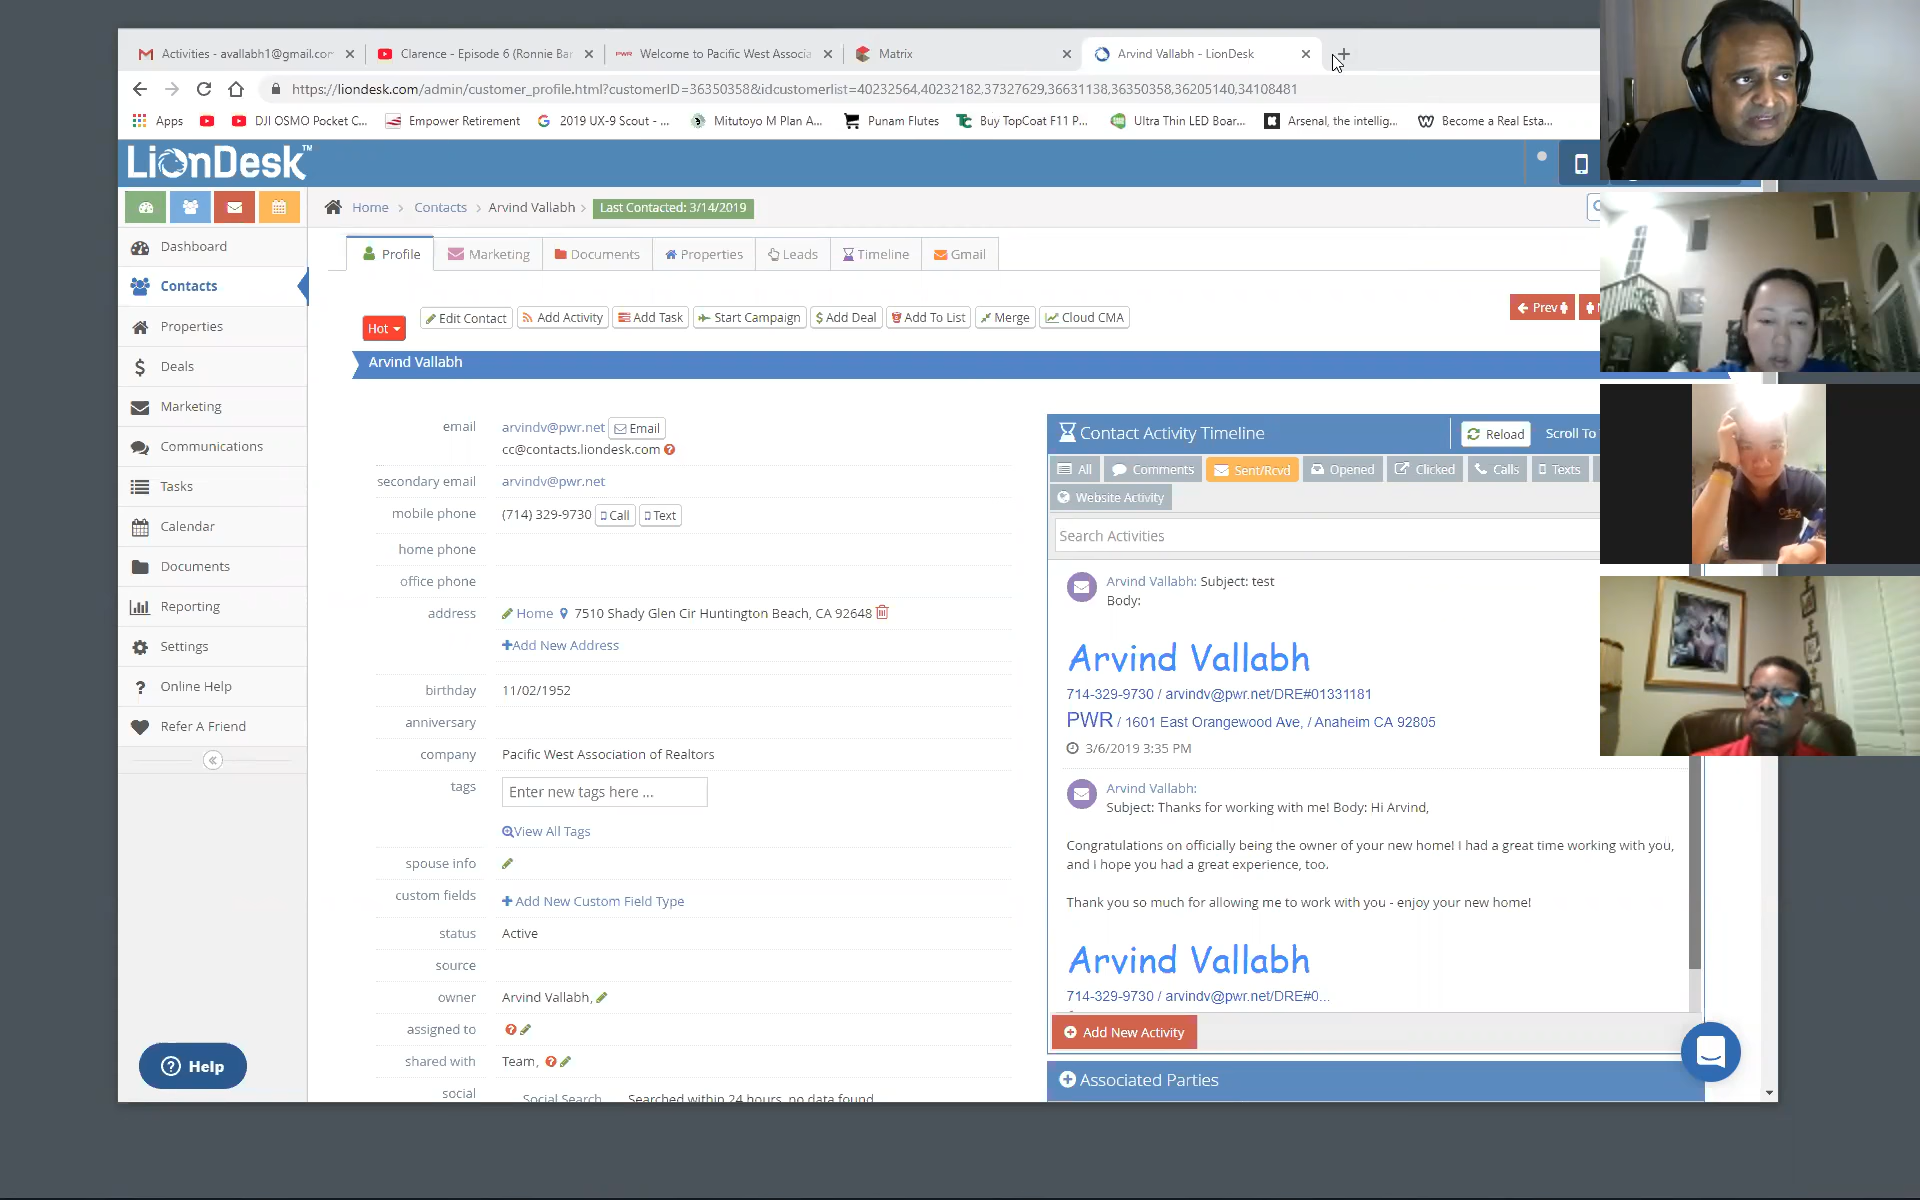 Activities - avallabh1@gmail.con
Clarence - Episode 6 (Ronnie Bar
PWR Welcome to Pacific West Associa
Matrix
Arvind Vallabh - LionDesk
https://liondesk.com/admin/customer_profile.html?customerID=36350358&idcustomerlist=40232564,40232182,37327629,36631138,36350358,36205140,34108481
Apps
DJI OSMO Pocket C...
Empower Retirement
2019 UX-9 Scout - ...
Mitutoyo M Plan A...
Punam Flutes
Buy TopCoat F11 P...
Ultra Thin LED Boar...
Arsenal, the intellig...
Become a Real Esta...
LionDesk™
Home > Contacts > Arvind Vallabh > Last Contacted: 3/14/2019
Dashboard
Contacts
Properties
Deals
Marketing
Communications
Tasks
Calendar
Documents
Reporting
Settings
Online Help
Refer A Friend
Help
Profile
Marketing
Documents
Properties
Leads
Timeline
Gmail
Hot
Edit Contact
Add Activity
Add Task
Start Campaign
Add Deal
Add To List
Merge
Cloud CMA
Prev
Arvind Vallabh
email arvindv@pwr.net Email
cc@contacts.liondesk.com
secondary email arvindv@pwr.net
mobile phone (714) 329-9730 Call Text
home phone
office phone
address Home 7510 Shady Glen Cir Huntington Beach, CA 92648
Add New Address
birthday 11/02/1952
anniversary
company Pacific West Association of Realtors
tags Enter new tags here ...
View All Tags
spouse info
custom fields Add New Custom Field Type
status Active
source
owner Arvind Vallabh,
assigned to
shared with Team,
social Social Search Searched within 24 hours, no data found
Contact Activity Timeline
Reload
Scroll To
All
Comments
Sent/Rcvd
Opened
Clicked
Calls
Texts
Website Activity
Search Activities
Arvind Vallabh: Subject: test
Body:
Arvind Vallabh
714-329-9730 / arvindv@pwr.net/DRE#01331181
PWR / 1601 East Orangewood Ave, / Anaheim CA 92805
3/6/2019 3:35 PM
Arvind Vallabh:
Subject: Thanks for working with me! Body: Hi Arvind,
Congratulations on officially being the owner of your new home! I had a great time working with you,
and I hope you had a great experience, too.
Thank you so much for allowing me to work with you - enjoy your new home!
Arvind Vallabh
714-329-9730 / arvindv@pwr.net/DRE#0...
Add New Activity
Associated Parties